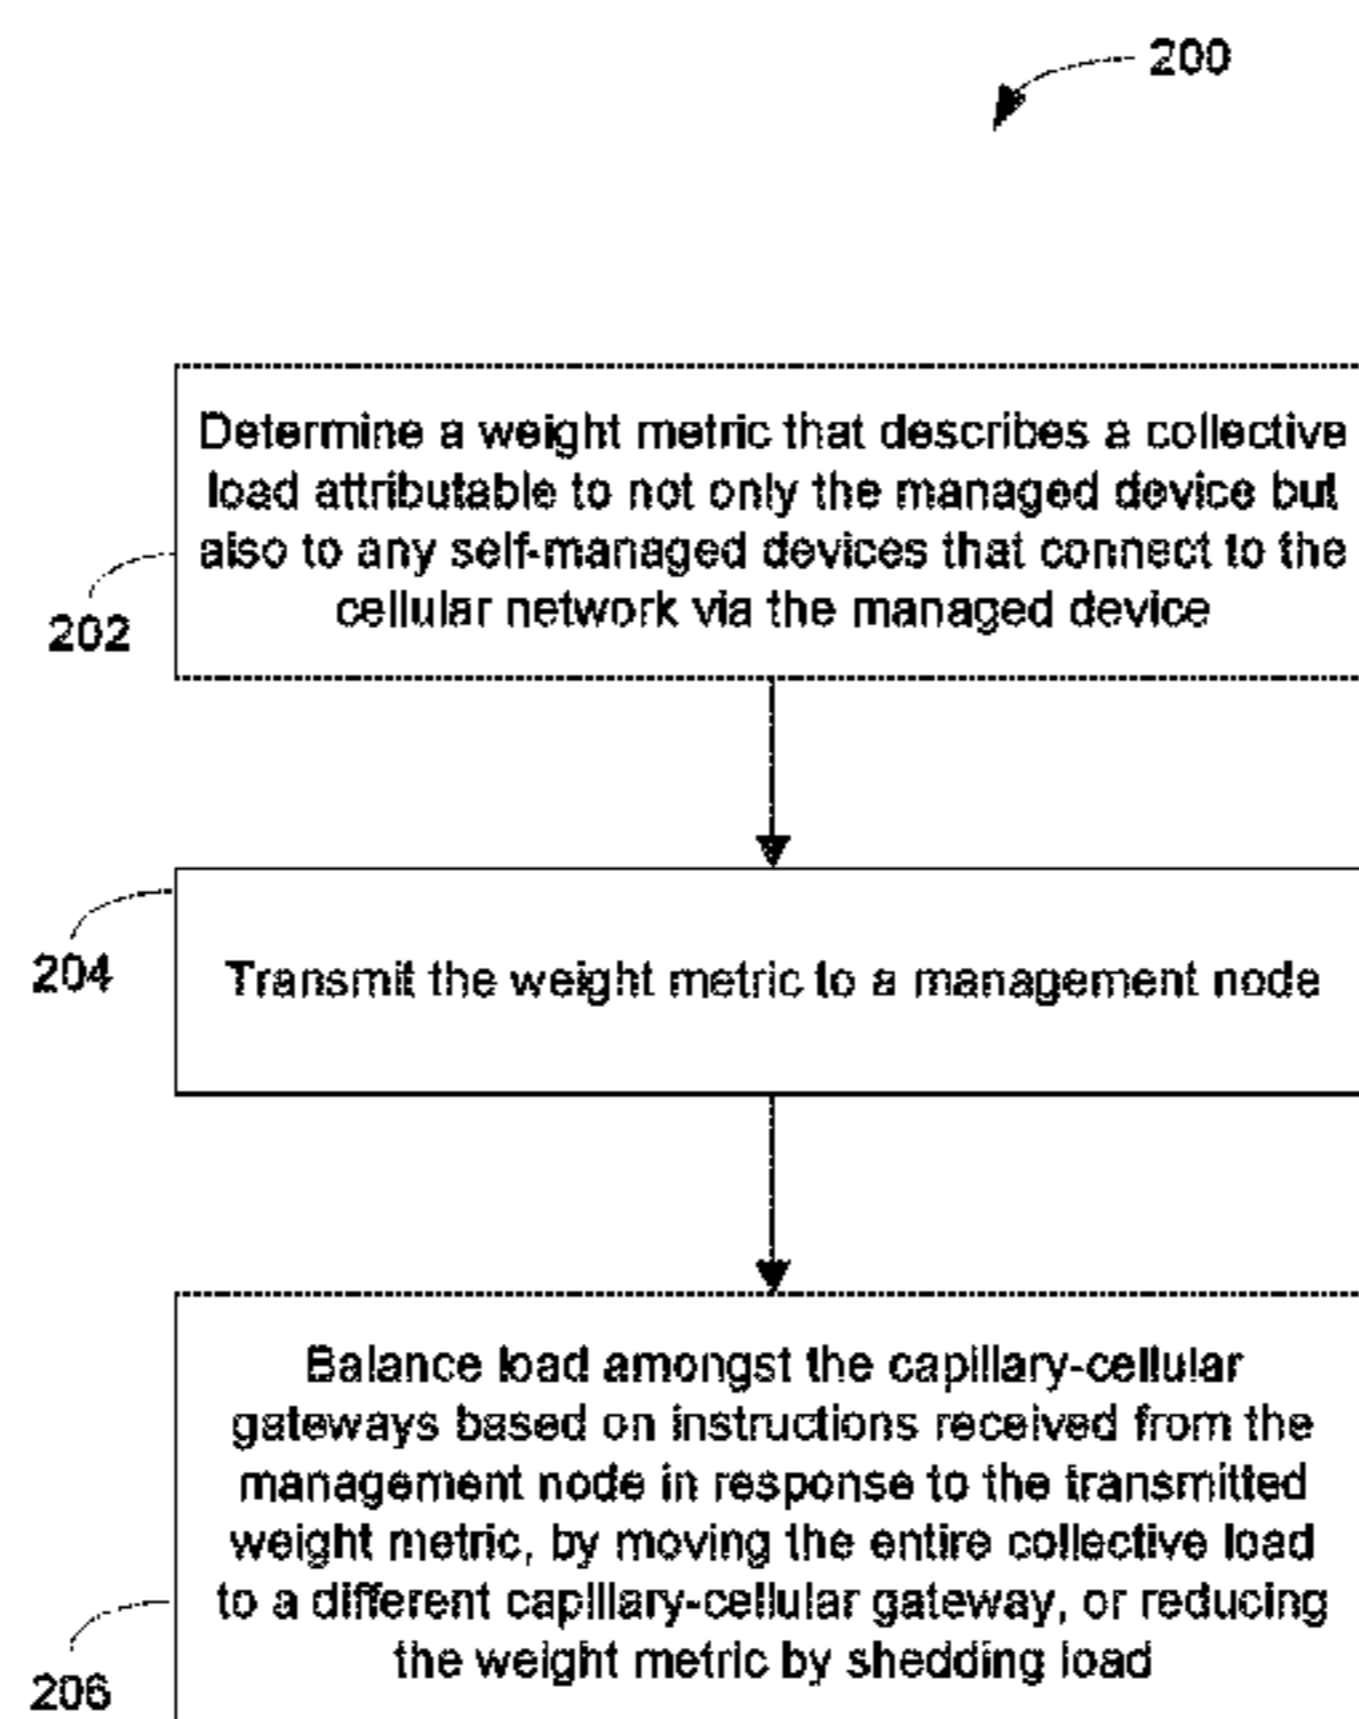 200
Determine a weight metric that describes a collective
load attributable to not only the managed device but
also to any self-managed devices that connect to the
cellular network via the managed device
202
204
Transmit the weight metric to a management node
Balance load amongst the capillary-cellular
gateways based on instructions received from the
management node in response to the transmitted
weight metric, by moving the entire collective load
to a different capillary-cellular gateway, or reducing
the weight metric by shedding load
206